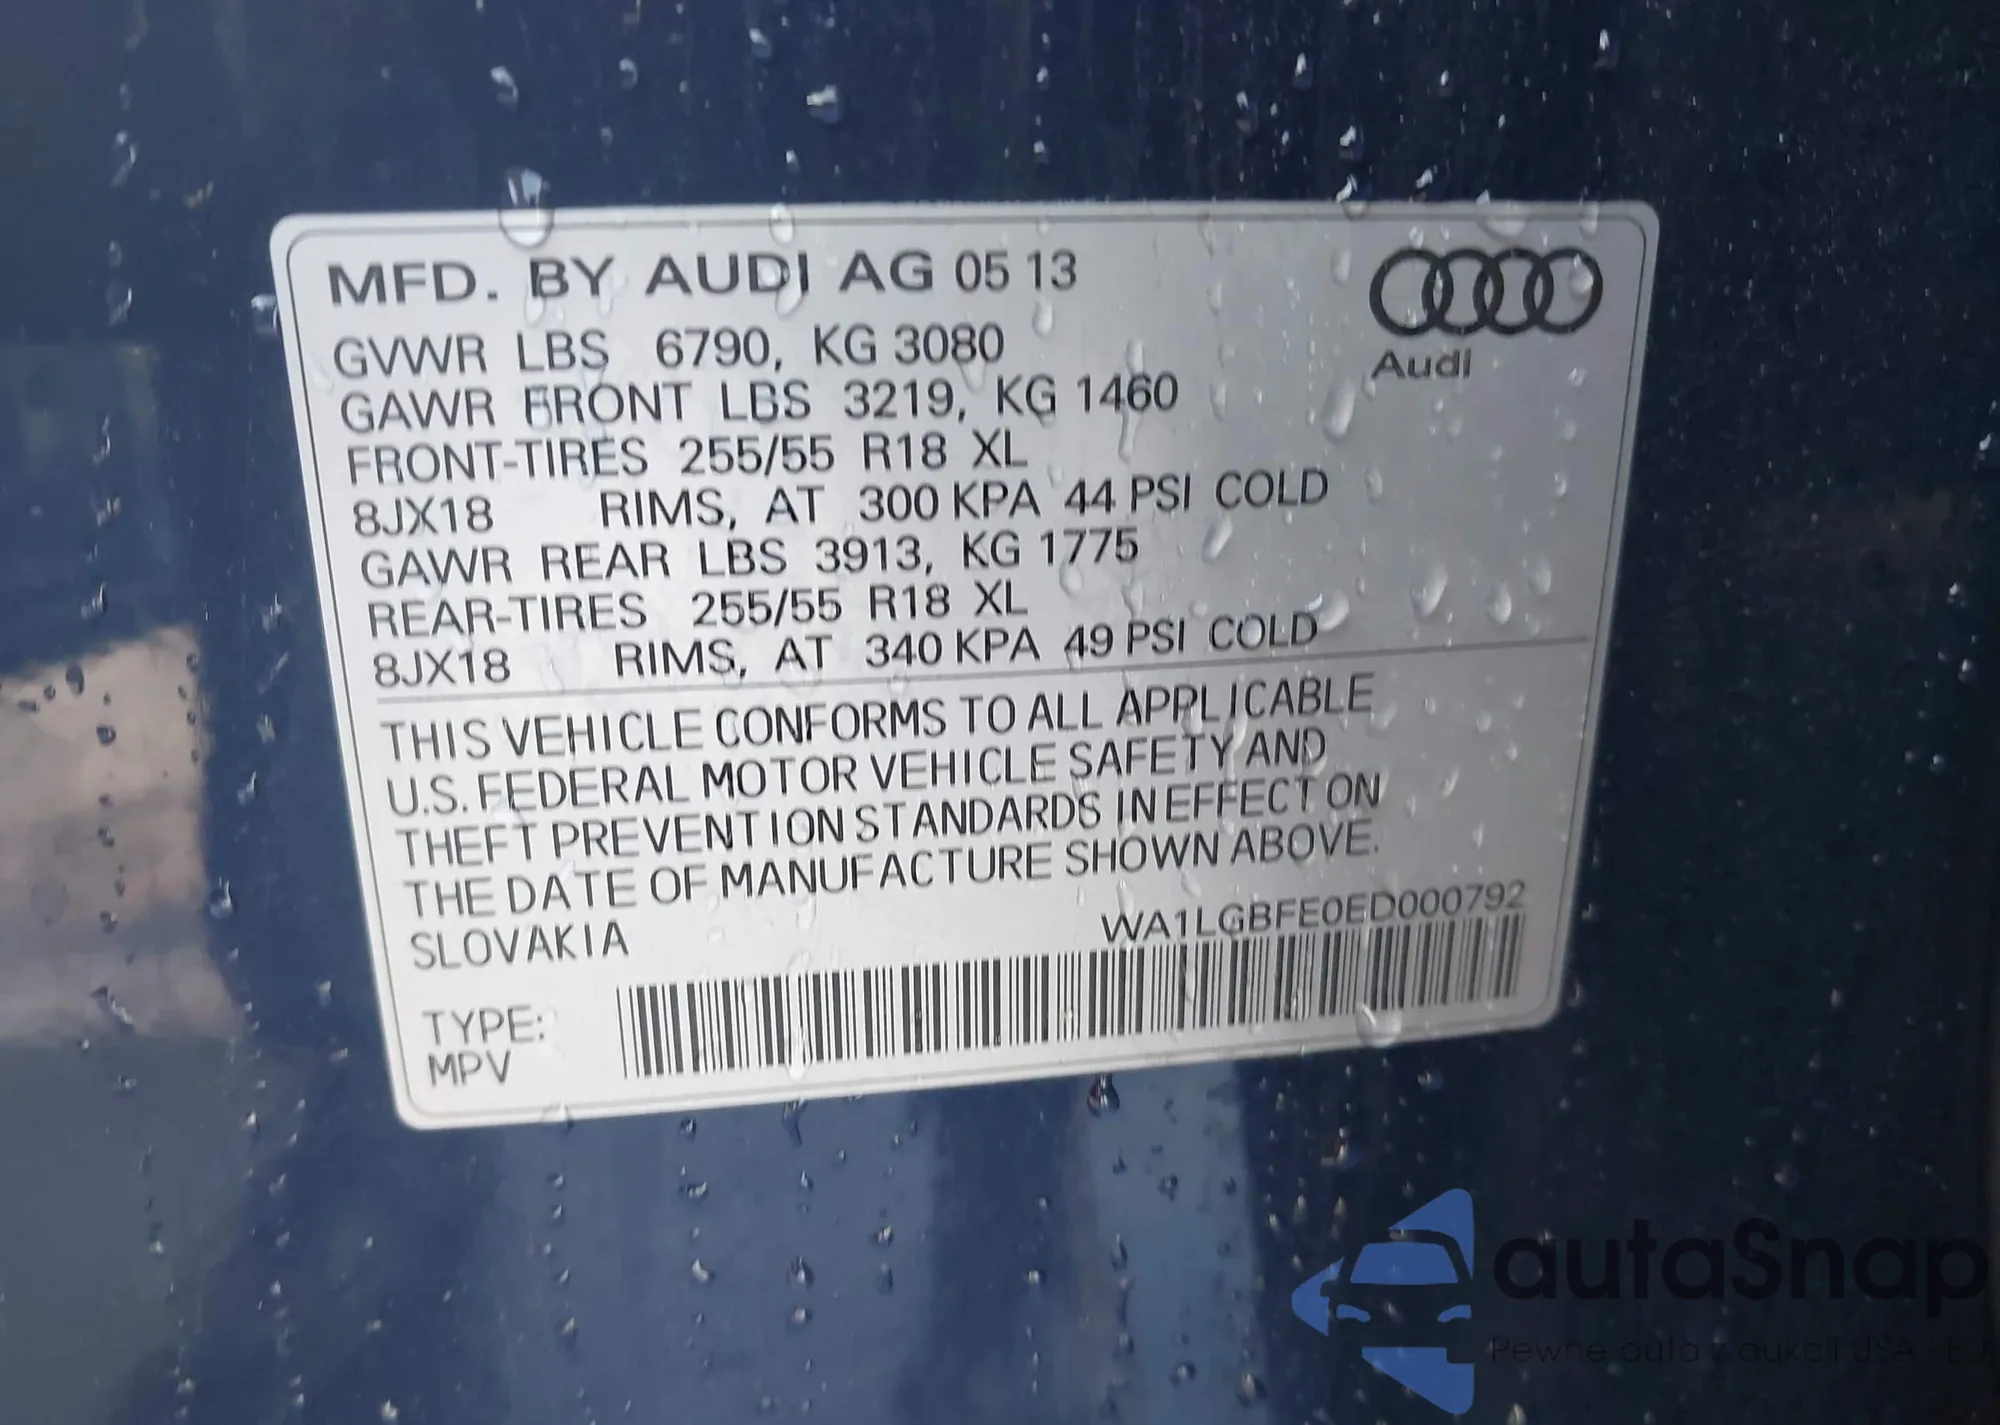 MFD. BY AUDI AG 05 13
Audi
GVWR LBS 6790, KG 3080
GAWR FRONT LBS 3219, KG 1460
FRONT-TIRES 255/55 R18 XL
8JX18 RIMS, AT 300 KPA 44 PSI COLD
GAWR REAR LBS 3913, KG 1775
REAR-TIRES 255/55 R18 XL
8JX18 RIMS, AT 340 KPA 49 PSI COLD
THIS VEHICLE CONFORMS TO ALL APPLICABLE
U.S. FEDERAL MOTOR VEHICLE SAFETY AND
THEFT PREVENTION STANDARDS IN EFFECT ON
THE DATE OF MANUFACTURE SHOWN ABOVE.
SLOVAKIA
WA1LGBFE0ED000792
TYPE:
MPV
autaSnap
Pewne auta z aukcji USA